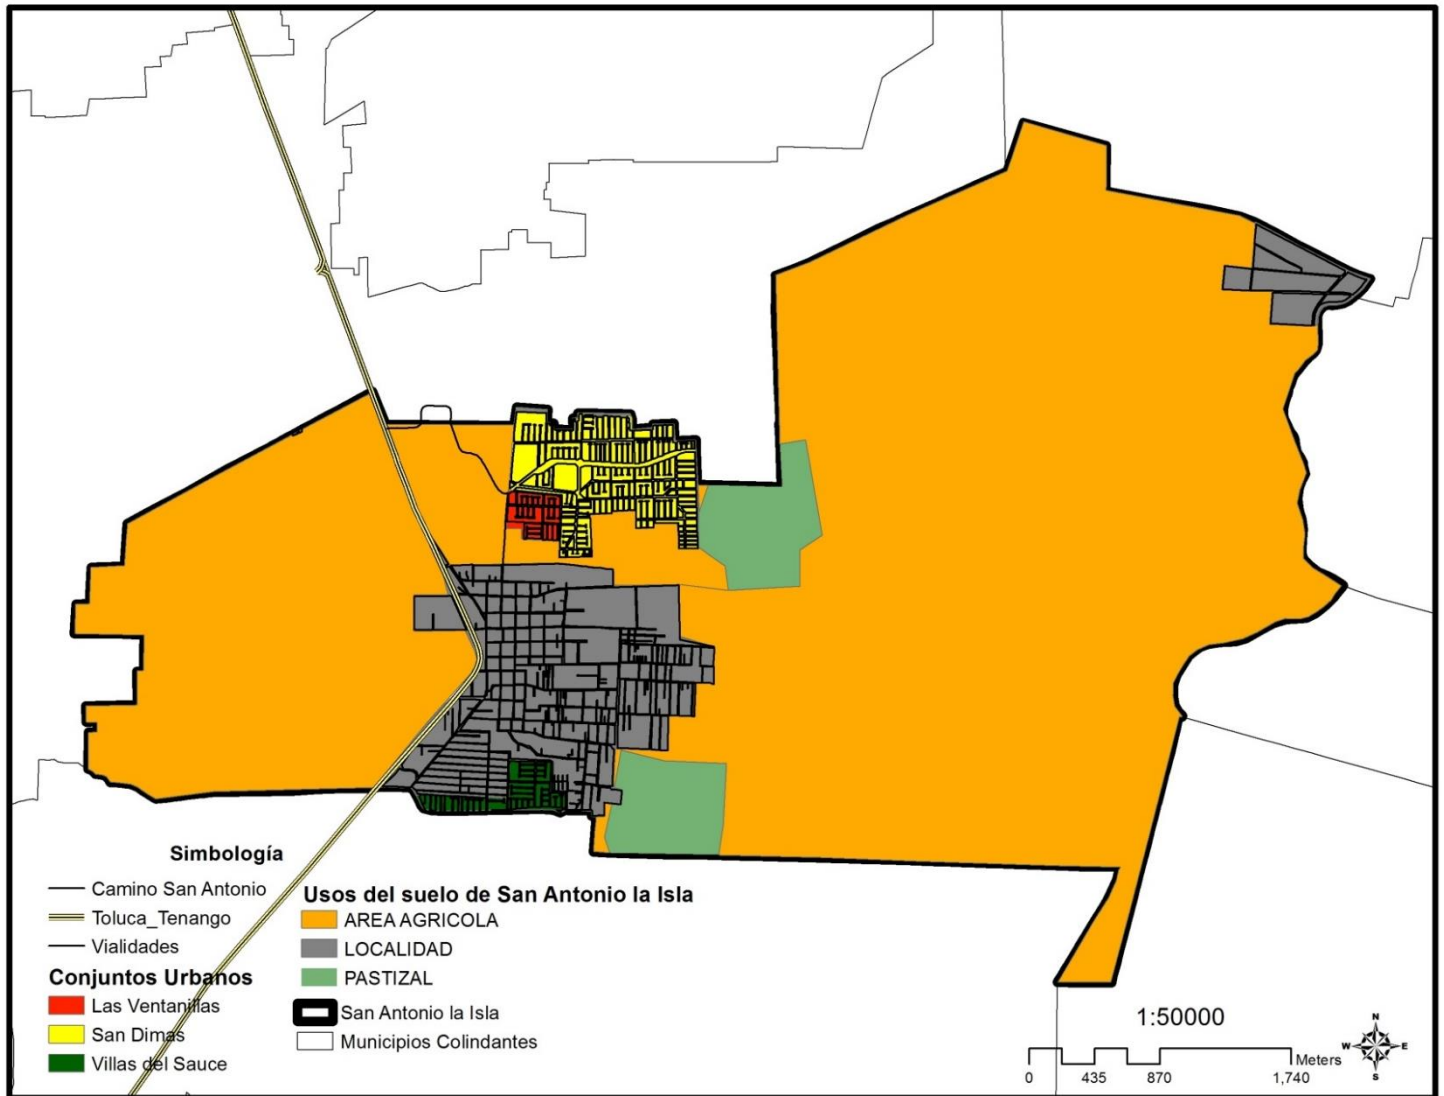 Simbología
Camino San Antonio
Toluca_Tenango
Vialidades
Conjuntos Urbanos
Las Ventanillas
San Dimas
Villas del Sauce
Usos del suelo de San Antonio la Isla
AREA AGRICOLA
LOCALIDAD
PASTIZAL
San Antonio la Isla
Municipios Colindantes
1:50000
Meters
0 435 870 1,740
N
W E
S